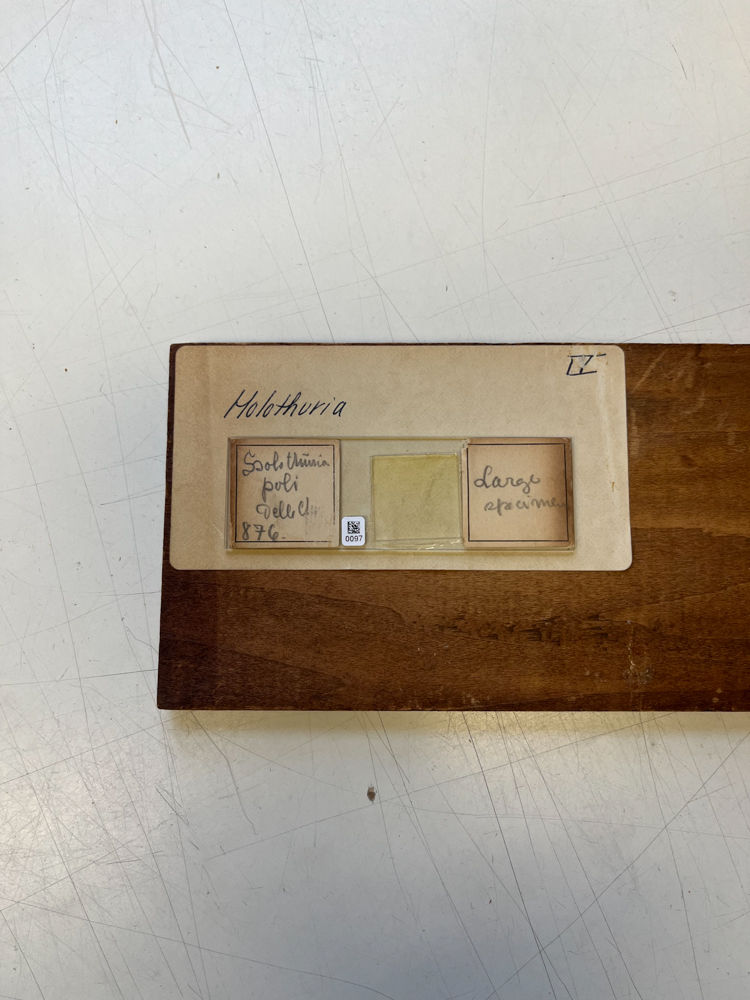 IV
Holothuria
Holothuria
poli
Delle Ch.
876.
0097
Large
specimen